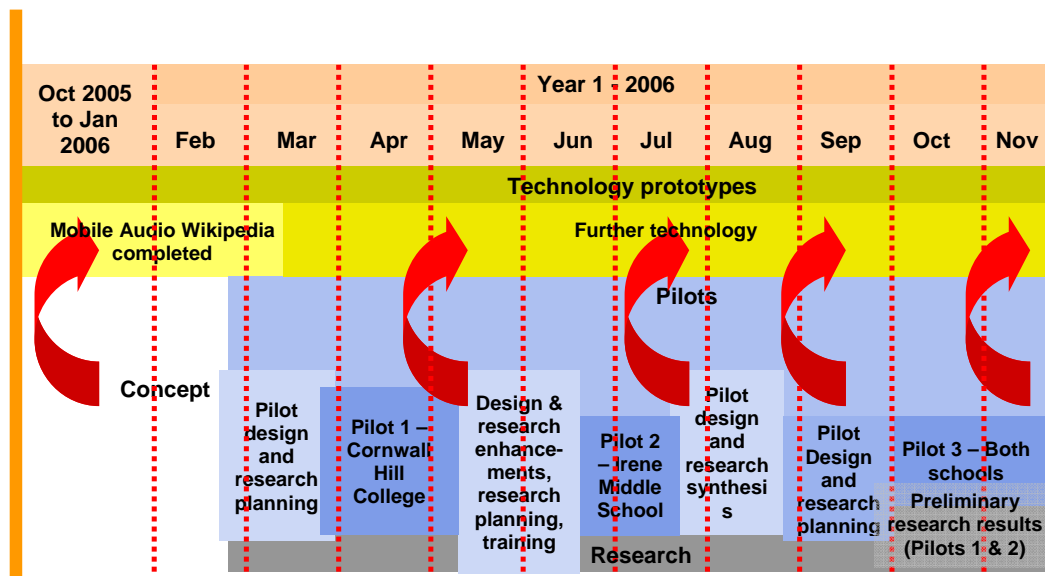 Year 1 - 2006
Oct 2005
to Jan
2006
Feb
Mar
Apr
May
Jun
Jul
Aug
Sep
Oct
Nov
Technology prototypes
Mobile Audio Wikipedia
completed
Further technology
Pilots
Concept
Pilot
design
and
research
planning
Pilot 1 –
Cornwall
Hill
College
Design &
research
enhance-
ments,
research
planning,
training
Pilot 2
– Irene
Middle
School
Pilot
design
and
research
synthesi
s
Pilot
Design
and
research
planning
Pilot 3 – Both
schools
Preliminary
research results
(Pilots 1 & 2)
Research